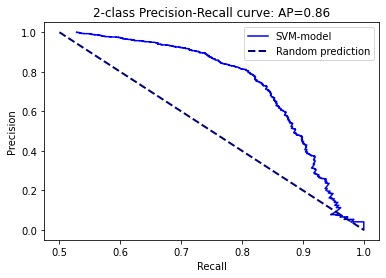 2-class Precision-Recall curve: AP=0.86
SVM-model
Random prediction
Precision
1.0
0.8
0.6
0.4
0.2
0.0
0.5 0.6 0.7 0.8 0.9 1.0
Recall